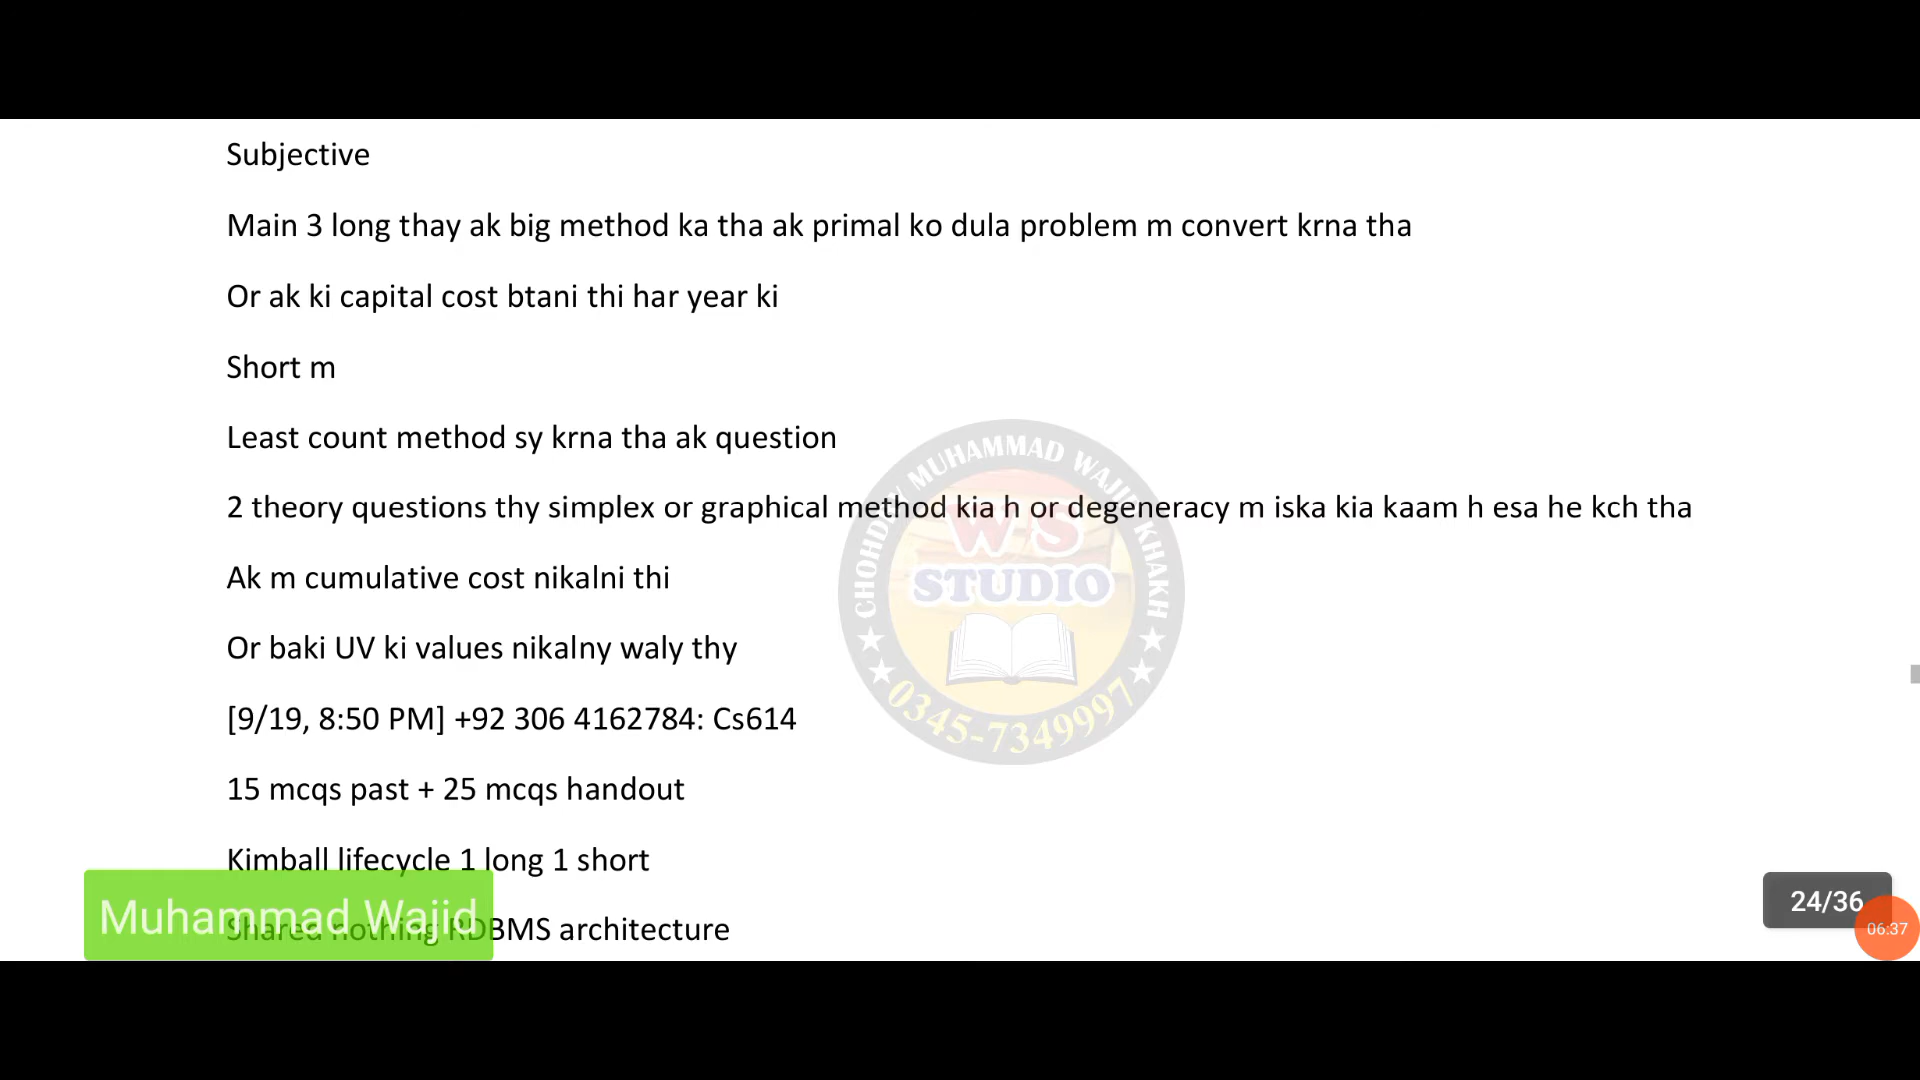 Subjective
Main 3 long thay ak big method ka tha ak primal ko dula problem m convert krna tha
Or ak ki capital cost btani thi har year ki
Short m
Least count method sy krna tha ak question
2 theory questions thy simplex or graphical method kia h or degeneracy m iska kia kaam h esa he kch tha
Ak m cumulative cost nikalni thi
Or baki UV ki values nikalny waly thy
[9/19, 8:50 PM] +92 306 4162784: Cs614
15 mcqs past + 25 mcqs handout
Kimball lifecycle 1 long 1 short
Shared nothing RDBMS architecture
Muhammad Wajid
CHOHDEY MUHAMMAD WAJID KHAKH
WS
STUDIO
0345-7349997
24/36
06:37